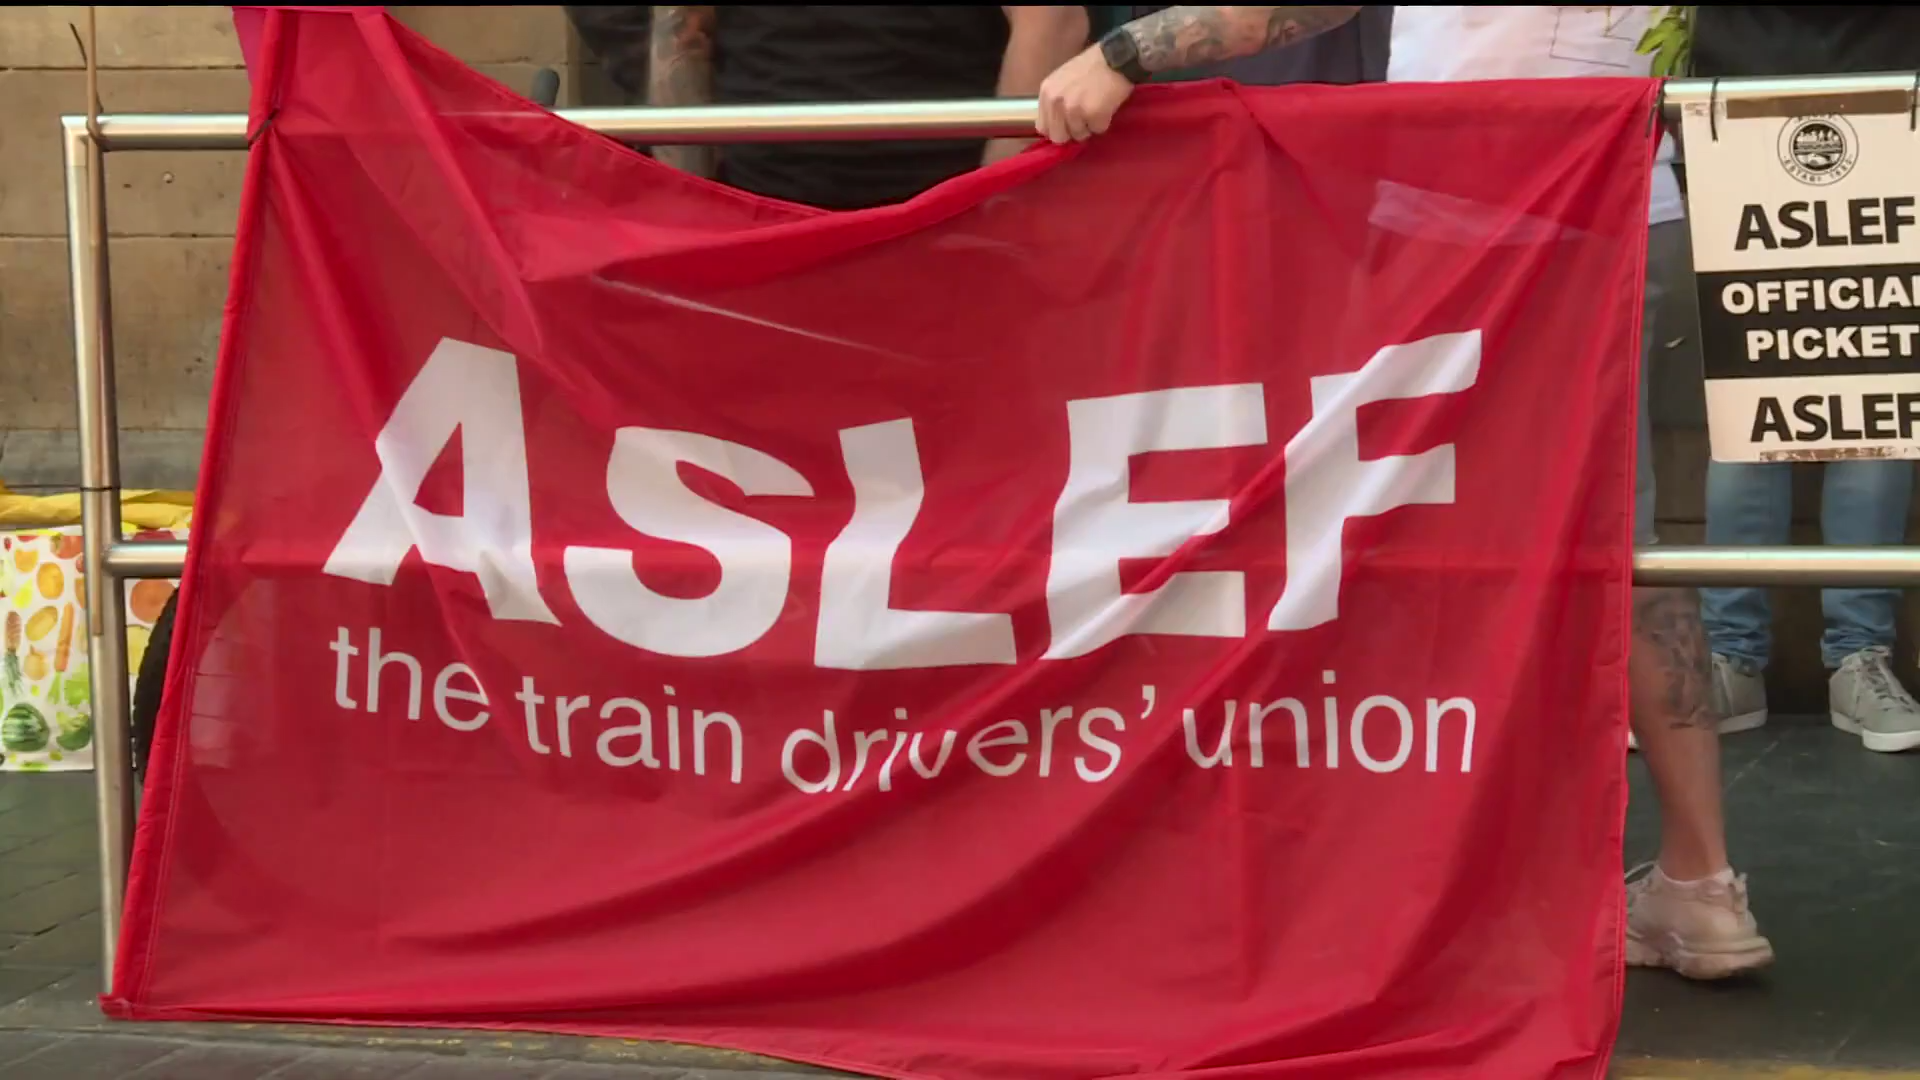 ASLEF
the train drivers’ union
ASLEF
OFFICIAL
PICKET
ASLEF